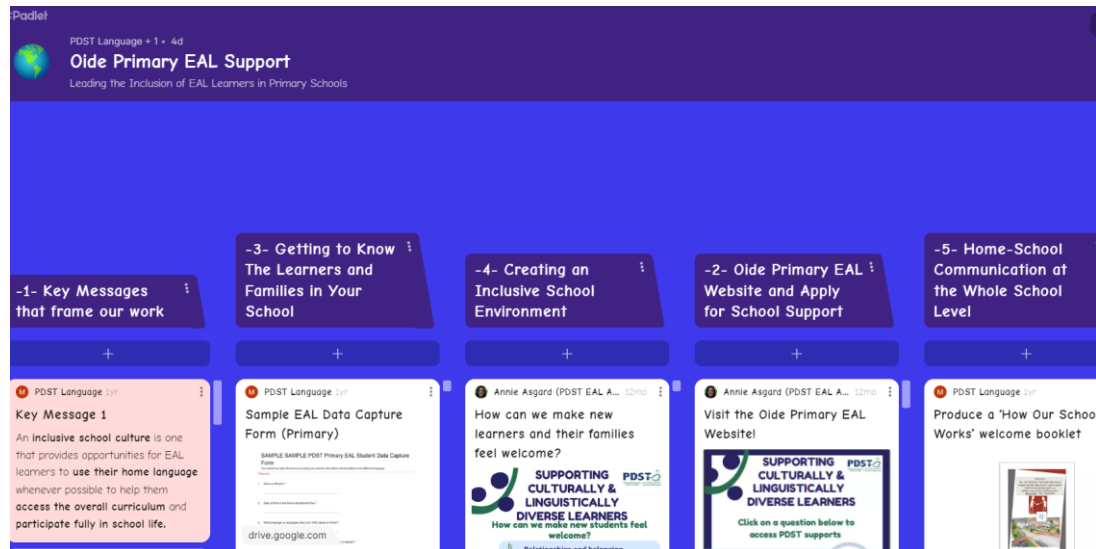 Padlet
PDST Language + 1 • 4d
Oide Primary EAL Support
Leading the Inclusion of EAL Learners in Primary Schools
-1- Key Messages
that frame our work
PDST Language 1yr
Key Message 1
An inclusive school culture is one
that provides opportunities for EAL
learners to use their home language
whenever possible to help them
access the overall curriculum and
participate fully in school life.
-3- Getting to Know
The Learners and
Families in Your
School
PDST Language 1yr
Sample EAL Data Capture
Form (Primary)
SAMPLE SAMPLE PDST Primary EAL Student Data Capture
Form
drive.google.com
-4- Creating an
Inclusive School
Environment
Annie Asgard (PDST EAL A... 12mo
How can we make new
learners and their families
feel welcome?
SUPPORTING
CULTURALLY &
LINGUISTICALLY
DIVERSE LEARNERS
PDST
How can we make new students feel
welcome?
Relationships and belonging
-2- Oide Primary EAL
Website and Apply
for School Support
Annie Asgard (PDST EAL A... 12mo
Visit the Oide Primary EAL
Website!
SUPPORTING
CULTURALLY &
LINGUISTICALLY
DIVERSE LEARNERS
PDST
Click on a question below to
access PDST supports
-5- Home-School
Communication at
the Whole School
Level
PDST Language 1yr
Produce a 'How Our Schoo
Works' welcome booklet